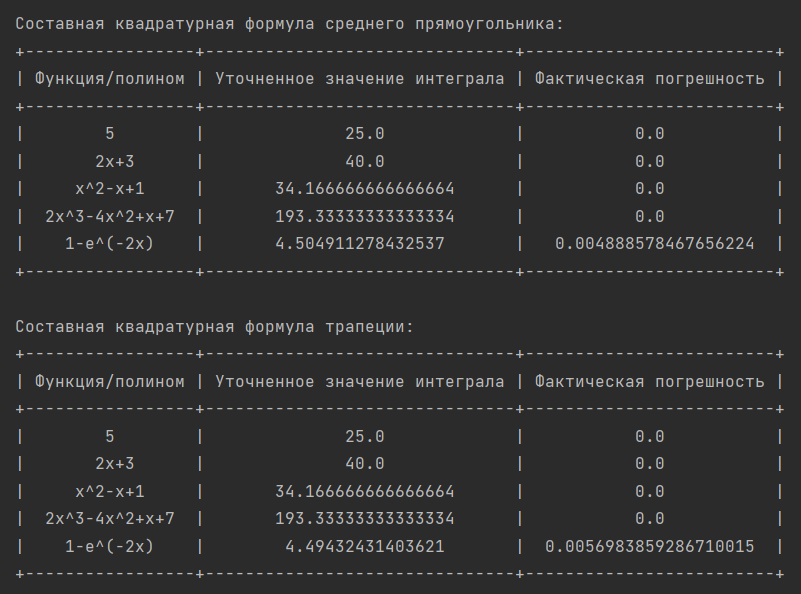 Составная квадратурная формула среднего прямоугольника:
+-----------------+-------------------------------+-------------------------+
| Функция/полином | Уточненное значение интеграла | Фактическая погрешность |
+-----------------+-------------------------------+-------------------------+
|        5        |              25.0             |           0.0           |
|       2x+3      |              40.0             |           0.0           |
|     x^2-x+1     |       34.166666666666664      |           0.0           |
|  2x^3-4x^2+x+7  |       193.33333333333334      |           0.0           |
|    1-e^(-2x)    |       4.504911278432537       |   0.004888578467656224  |
+-----------------+-------------------------------+-------------------------+
Составная квадратурная формула трапеции:
+-----------------+-------------------------------+-------------------------+
| Функция/полином | Уточненное значение интеграла | Фактическая погрешность |
+-----------------+-------------------------------+-------------------------+
|        5        |              25.0             |           0.0           |
|       2x+3      |              40.0             |           0.0           |
|     x^2-x+1     |       34.166666666666664      |           0.0           |
|  2x^3-4x^2+x+7  |       193.33333333333334      |           0.0           |
|    1-e^(-2x)    |        4.49432431403621       |  0.0056983859286710015  |
+-----------------+-------------------------------+-------------------------+